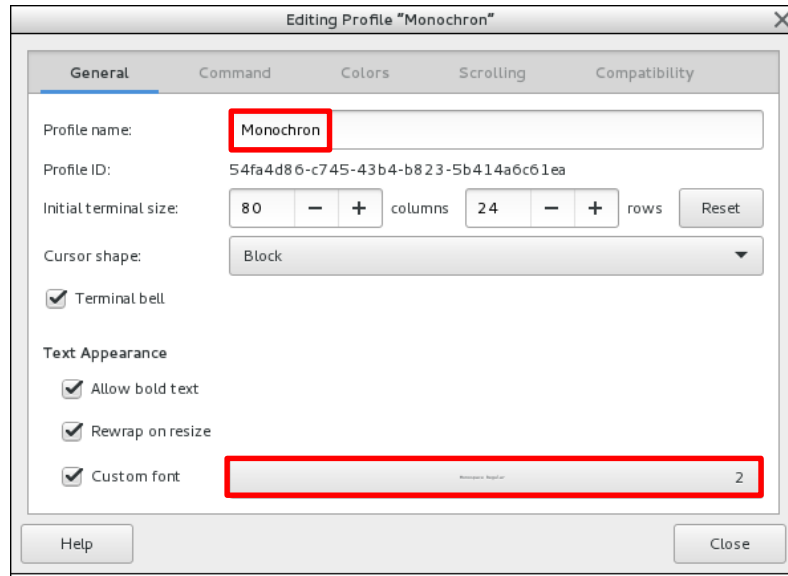 Editing Profile “Monochron”
General Command Colors Scrolling Compatibility
Profile name: Monochron
Profile ID: 54fa4d86-c745-43b4-b823-5b414a6c61ea
Initial terminal size: 80 − + columns 24 − + rows Reset
Cursor shape: Block
Terminal bell
Text Appearance
Allow bold text
Rewrap on resize
Custom font Monospace Regular 2
Help Close